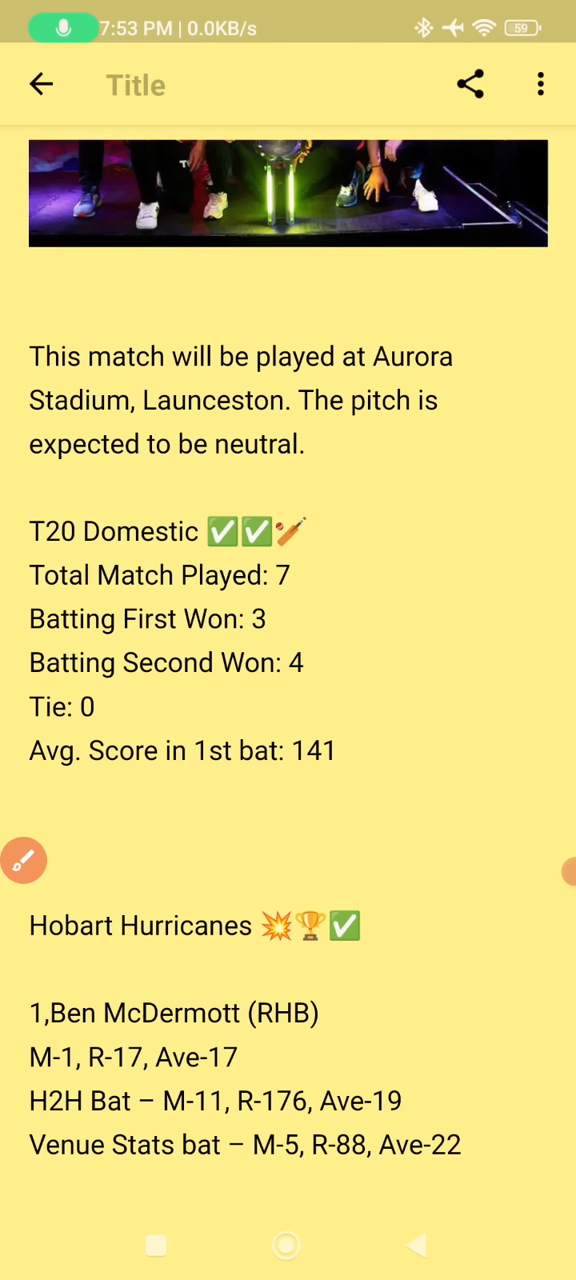 7:53 PM | 0.0KB/s
59
Title
This match will be played at Aurora
Stadium, Launceston. The pitch is
expected to be neutral.
T20 Domestic ✅✅🏏
Total Match Played: 7
Batting First Won: 3
Batting Second Won: 4
Tie: 0
Avg. Score in 1st bat: 141
Hobart Hurricanes 💥🏆✅
1,Ben McDermott (RHB)
M-1, R-17, Ave-17
H2H Bat – M-11, R-176, Ave-19
Venue Stats bat – M-5, R-88, Ave-22